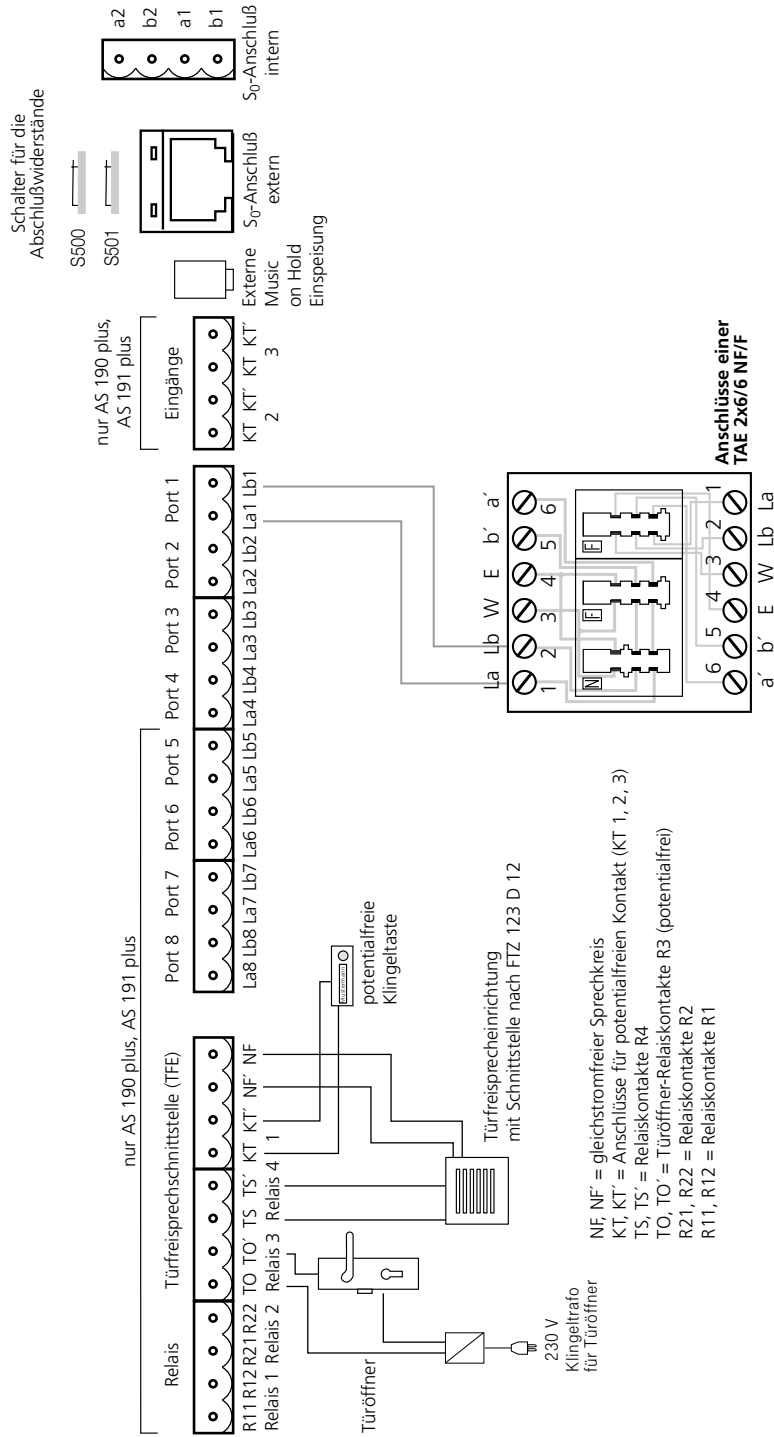 nur AS 190 plus, AS 191 plus
Relais
Türfreisprechschnittstelle (TFE)
Port 8 Port 7 Port 6 Port 5 Port 4 Port 3 Port 2 Port 1
nur AS 190 plus,
AS 191 plus
Eingänge
Schalter für die
Abschlußwiderstände
S500
S501
R11 R12 R21 R22 TO TO´ TS TS´ KT KT´ NF´ NF
Relais 1 Relais 2 Relais 3 Relais 4 1
La8 Lb8 La7 Lb7 La6 Lb6 La5 Lb5 La4 Lb4 La3 Lb3 La2 Lb2 La1 Lb1
KT KT´ KT KT´
2 3
Externe
Music
on Hold
Einspeisung
S0-Anschluß
extern
a2
b2
a1
b1
S0-Anschluß
intern
Türöffner
230 V
Klingeltrafo
für Türöffner
Mustermann
potentialfreie
Klingeltaste
Türfreisprecheinrichtung
mit Schnittstelle nach FTZ 123 D 12
NF, NF´ = gleichstromfreier Sprechkreis
KT, KT´ = Anschlüsse für potentialfreien Kontakt (KT 1, 2, 3)
TS, TS´ = Relaiskontakte R4
TO, TO´ = Türöffner-Relaiskontakte R3 (potentialfrei)
R21, R22 = Relaiskontakte R2
R11, R12 = Relaiskontakte R1
La Lb W E b´ a´
1 2 3 4 5 6
N F F
6 5 4 3 2 1
a´ b´ E W Lb La
Anschlüsse einer
TAE 2x6/6 NF/F